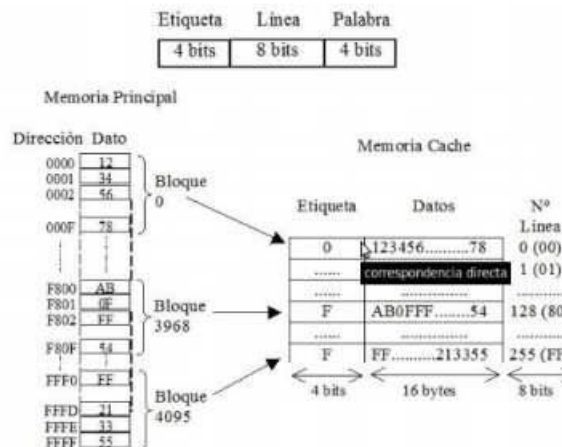 Etiqueta Línea Palabra
4 bits 8 bits 4 bits
Memoria Principal
Dirección Dato
0000 12
0001 34
0002 56
000F 78
Bloque
0
F800 AB
F801 0F
F802 FF
F80F 54
Bloque
3968
FFF0 FF
FFFD 21
FFFE 33
FFFF 55
Bloque
4095
Memoria Cache
Etiqueta Datos Nº
Línea
0 123456..........78 0 (00)
...... correspondencia directa 1 (01)
...... .................. ..........
F AB0FFF........54 128 (80
...... .................. ..........
F FF..........213355 255 (FF
4 bits 16 bytes 8 bits